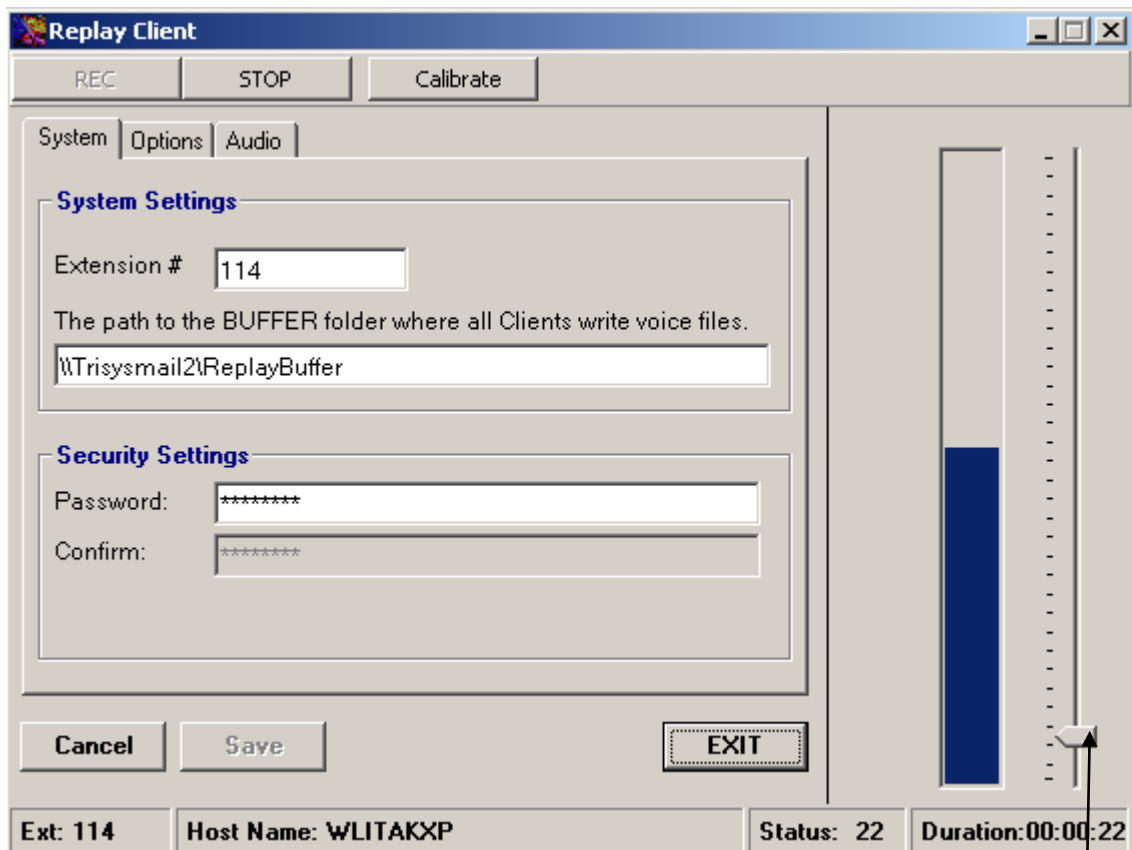 Replay Client
REC STOP Calibrate
System Options Audio
System Settings
Extension # 114
The path to the BUFFER folder where all Clients write voice files.
\\Trisysmail2\ReplayBuffer
Security Settings
Password: ********
Confirm: ********
Cancel Save EXIT
Ext: 114 Host Name: WLITAKXP Status: 22 Duration:00:00:22